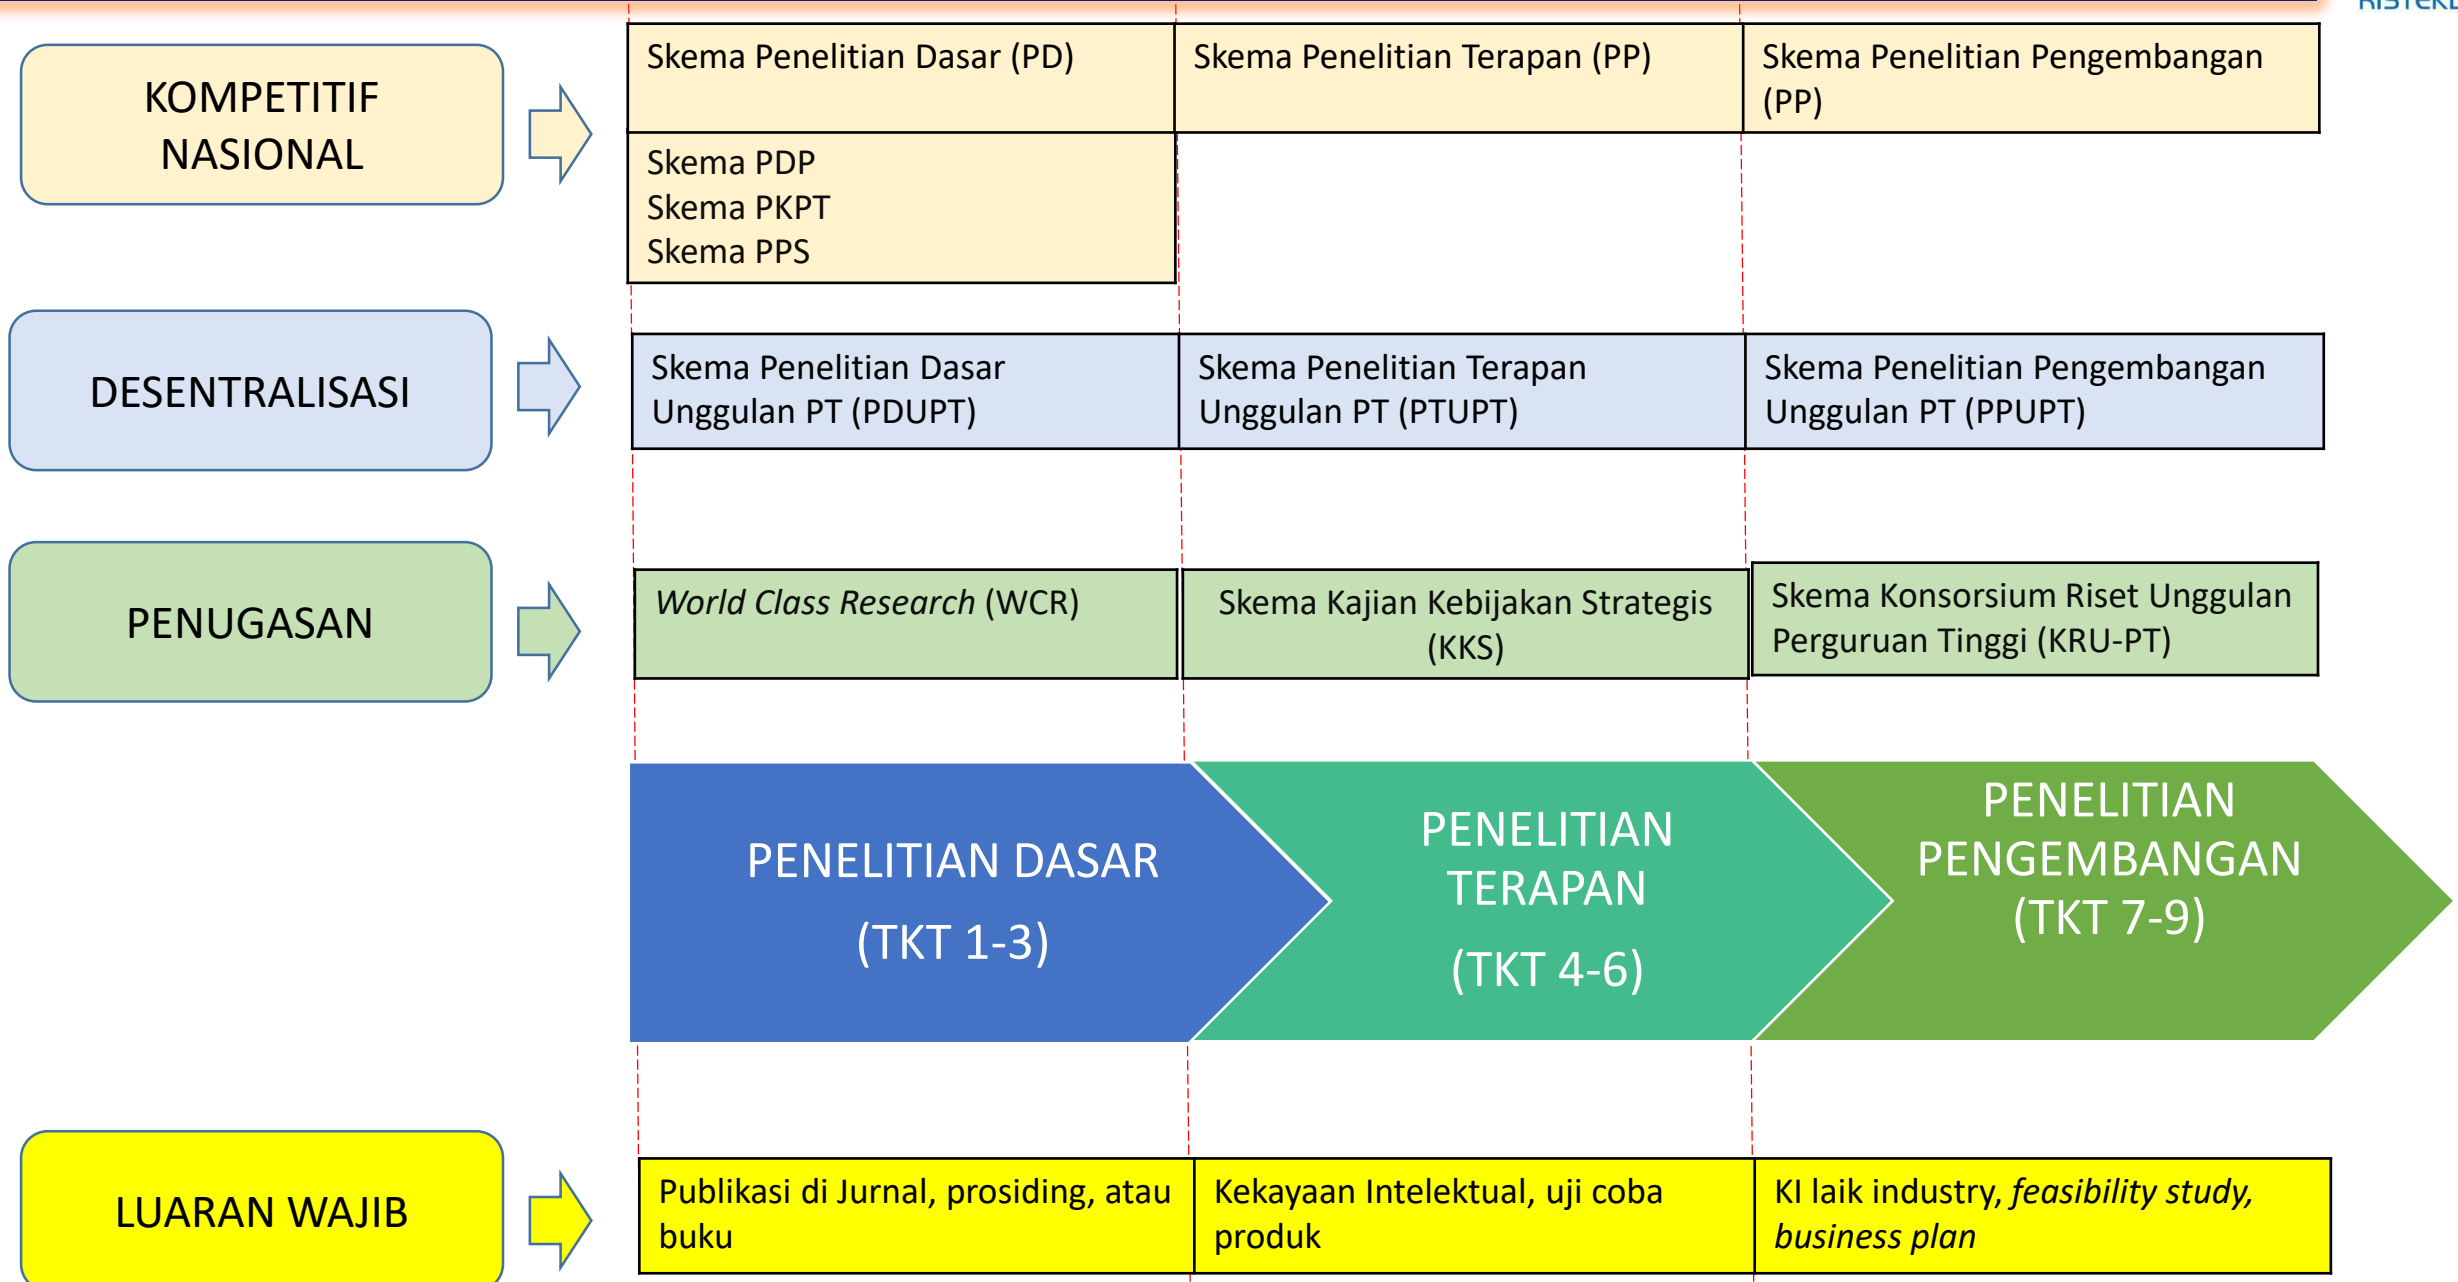 KOMPETITIF
NASIONAL
Skema Penelitian Dasar (PD)
Skema Penelitian Terapan (PP)
Skema Penelitian Pengembangan
(PP)
Skema PDP
Skema PKPT
Skema PPS
DESENTRALISASI
Skema Penelitian Dasar
Unggulan PT (PDUPT)
Skema Penelitian Terapan
Unggulan PT (PTUPT)
Skema Penelitian Pengembangan
Unggulan PT (PPUPT)
PENUGASAN
World Class Research (WCR)
Skema Kajian Kebijakan Strategis
(KKS)
Skema Konsorsium Riset Unggulan
Perguruan Tinggi (KRU-PT)
PENELITIAN DASAR
(TKT 1-3)
PENELITIAN
TERAPAN
(TKT 4-6)
PENELITIAN
PENGEMBANGAN
(TKT 7-9)
LUARAN WAJIB
Publikasi di Jurnal, prosiding, atau
buku
Kekayaan Intelektual, uji coba
produk
KI laik industry, feasibility study,
business plan